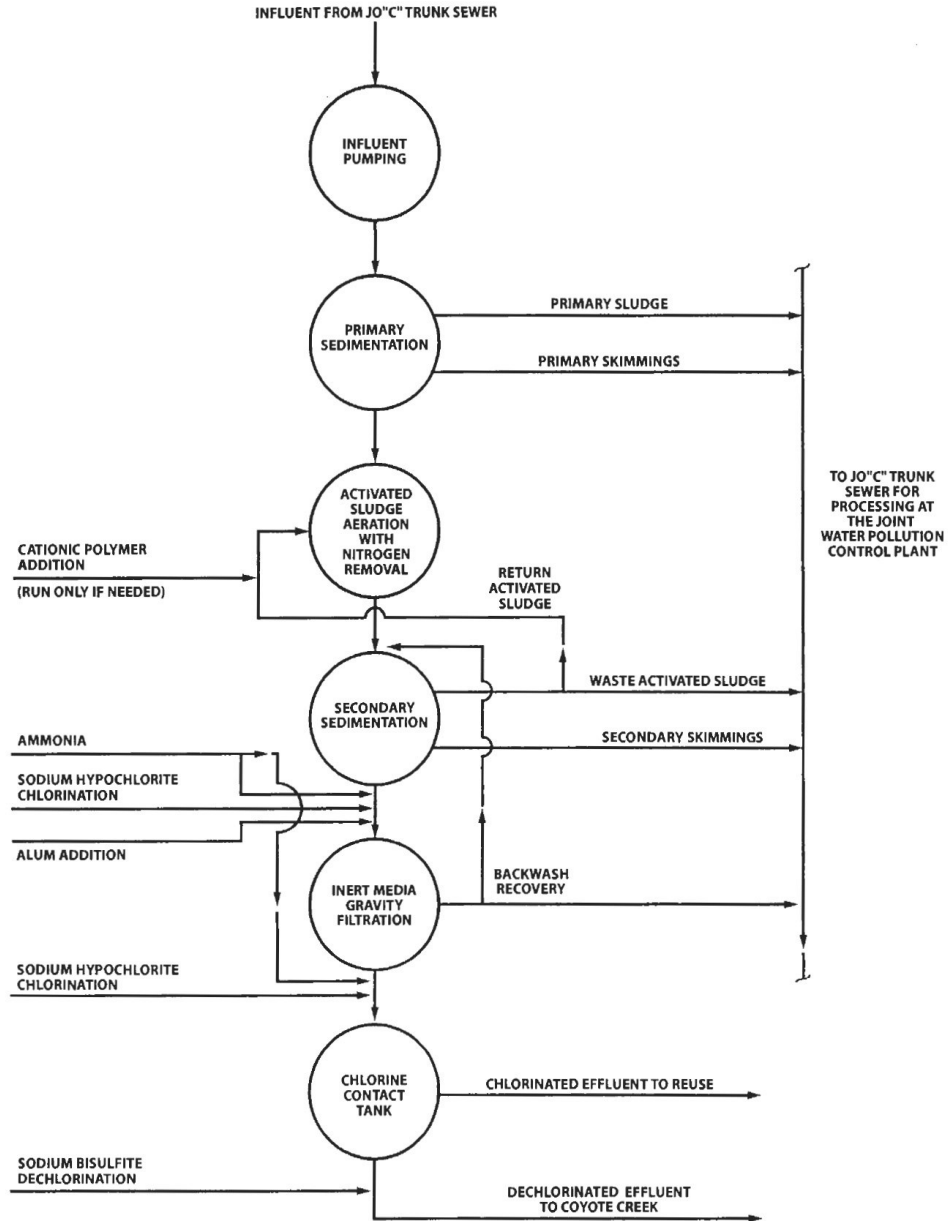 INFLUENT FROM JO"C" TRUNK SEWER
INFLUENT
PUMPING
PRIMARY
SEDIMENTATION
PRIMARY SLUDGE
PRIMARY SKIMMINGS
ACTIVATED
SLUDGE
AERATION
WITH
NITROGEN
REMOVAL
TO JO"C" TRUNK
SEWER FOR
PROCESSING AT
THE JOINT
WATER POLLUTION
CONTROL PLANT
CATIONIC POLYMER
ADDITION
(RUN ONLY IF NEEDED)
RETURN
ACTIVATED
SLUDGE
SECONDARY
SEDIMENTATION
WASTE ACTIVATED SLUDGE
SECONDARY SKIMMINGS
AMMONIA
SODIUM HYPOCHLORITE
CHLORINATION
ALUM ADDITION
INERT MEDIA
GRAVITY
FILTRATION
BACKWASH
RECOVERY
SODIUM HYPOCHLORITE
CHLORINATION
CHLORINE
CONTACT
TANK
CHLORINATED EFFLUENT TO REUSE
SODIUM BISULFITE
DECHLORINATION
DECHLORINATED EFFLUENT
TO COYOTE CREEK